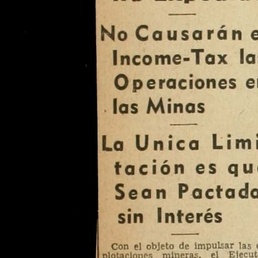 No Causarán e
Income-Tax la
Operaciones e
las Minas
La Unica Limi
tación es qu
Sean Pactad
sin Interés
Con el objeto de impulsar las
plotaciones mineras, el Ejecut